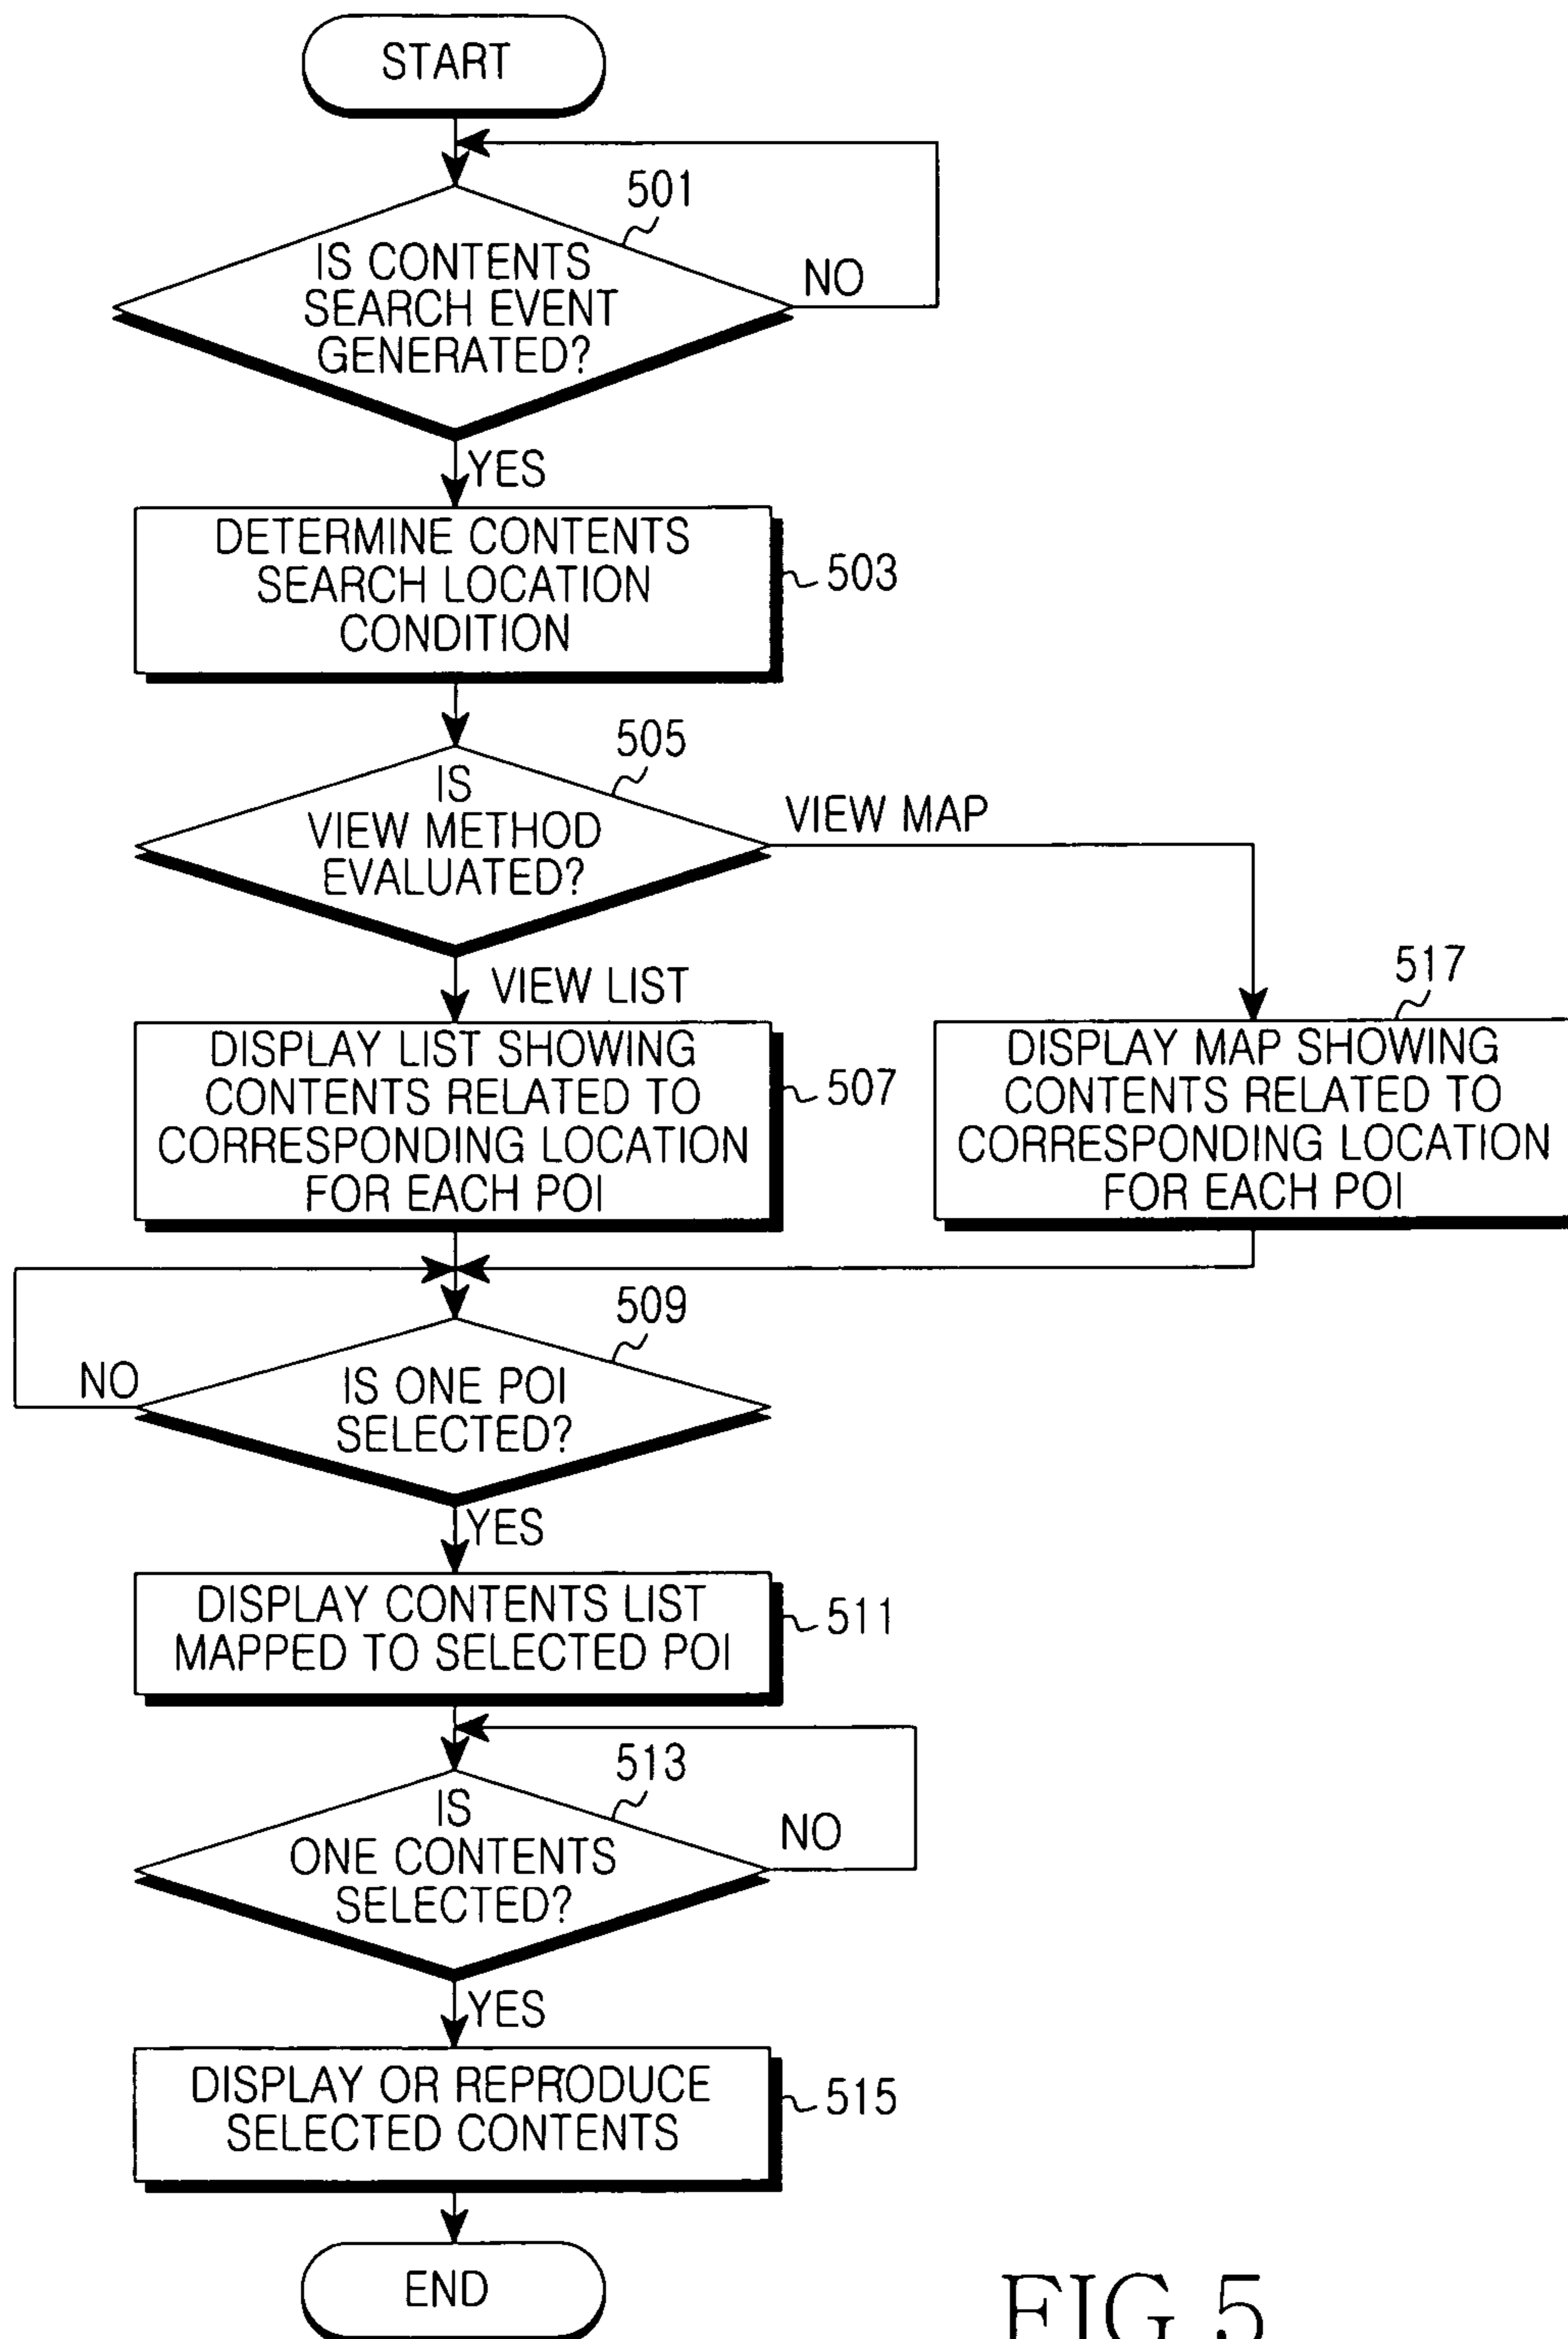 START
501
IS CONTENTS
SEARCH EVENT
GENERATED?
NO
YES
DETERMINE CONTENTS
SEARCH LOCATION
CONDITION
503
505
IS
VIEW METHOD
EVALUATED?
VIEW MAP
VIEW LIST
517
DISPLAY LIST SHOWING
CONTENTS RELATED TO
CORRESPONDING LOCATION
FOR EACH POI
507
DISPLAY MAP SHOWING
CONTENTS RELATED TO
CORRESPONDING LOCATION
FOR EACH POI
509
NO
IS ONE POI
SELECTED?
YES
DISPLAY CONTENTS LIST
MAPPED TO SELECTED POI
511
513
IS
ONE CONTENTS
SELECTED?
NO
YES
DISPLAY OR REPRODUCE
SELECTED CONTENTS
515
END
FIG.5